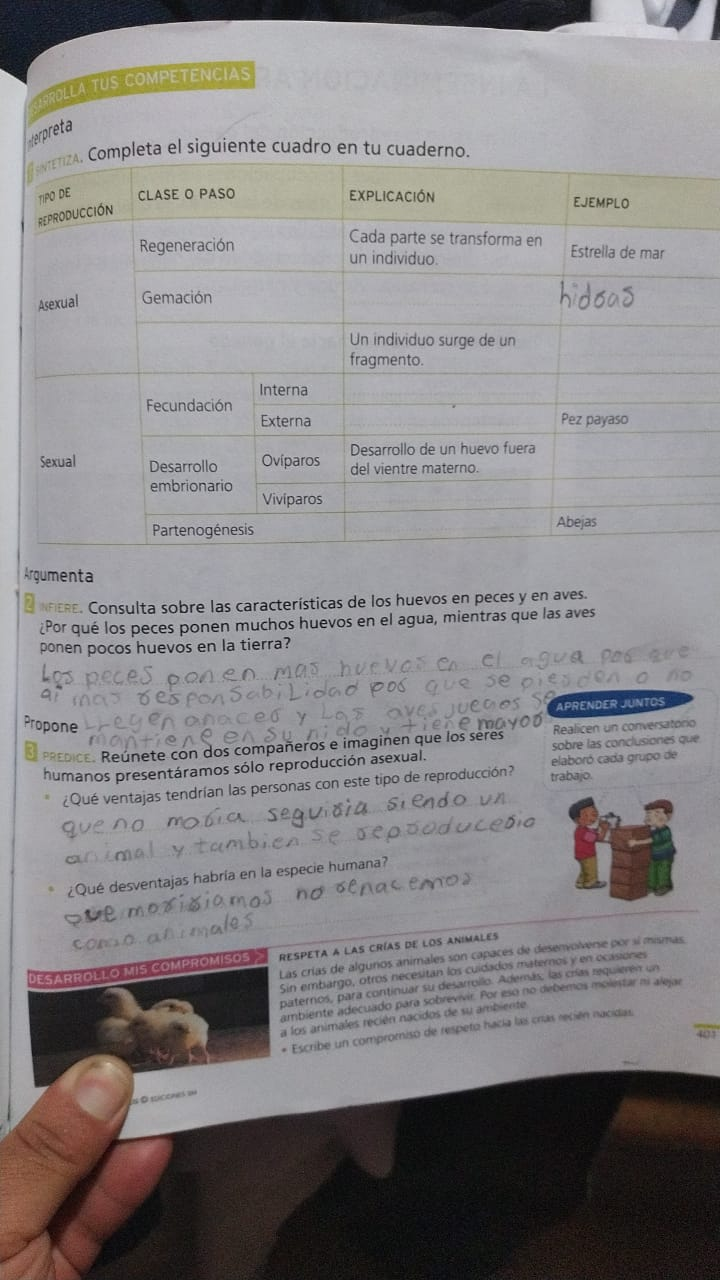 DESARROLLA TUS COMPETENCIAS
Interpreta
1 SINTETIZA. Completa el siguiente cuadro en tu cuaderno.
TIPO DE REPRODUCCIÓN CLASE O PASO EXPLICACIÓN EJEMPLO
Asexual
Regeneración Cada parte se transforma en un individuo. Estrella de mar
Gemación hidras
Un individuo surge de un fragmento.
Sexual
Fecundación Interna
Externa Pez payaso
Desarrollo embrionario Ovíparos Desarrollo de un huevo fuera del vientre materno.
Vivíparos
Partenogénesis Abejas
Argumenta
2 INFIERE. Consulta sobre las características de los huevos en peces y en aves.
¿Por qué los peces ponen muchos huevos en el agua, mientras que las aves
ponen pocos huevos en la tierra?
Los peces ponen mas huevos en el agua por que
ai mas responsabilidad por que se pierden o no
anacer y Las aves
mantiene en su nido y tiene mayor
Propone
3 PREDICE. Reúnete con dos compañeros e imaginen que los seres
humanos presentáramos sólo reproducción asexual.
• ¿Qué ventajas tendrían las personas con este tipo de reproducción?
que no moria seguiria siendo un
animal y tambien se
• ¿Qué desventajas habría en la especie humana?
que moririamos no renacemos
como animales
APRENDER JUNTOS
Realicen un conversatorio
sobre las conclusiones que
elaboró cada grupo de
trabajo.
DESARROLLO MIS COMPROMISOS
RESPETA A LAS CRÍAS DE LOS ANIMALES
Las crías de algunos animales son capaces de desenvolverse por sí mismas.
Sin embargo, otros necesitan los cuidados maternos y en ocasiones
paternos, para continuar su desarrollo. Además, las crías requieren un
ambiente adecuado para sobrevivir. Por eso no debemos molestar ni alejar
a los animales recién nacidos de su ambiente.
• Escribe un compromiso de respeto hacia las crías recién nacidas.
© EDICIONES SM